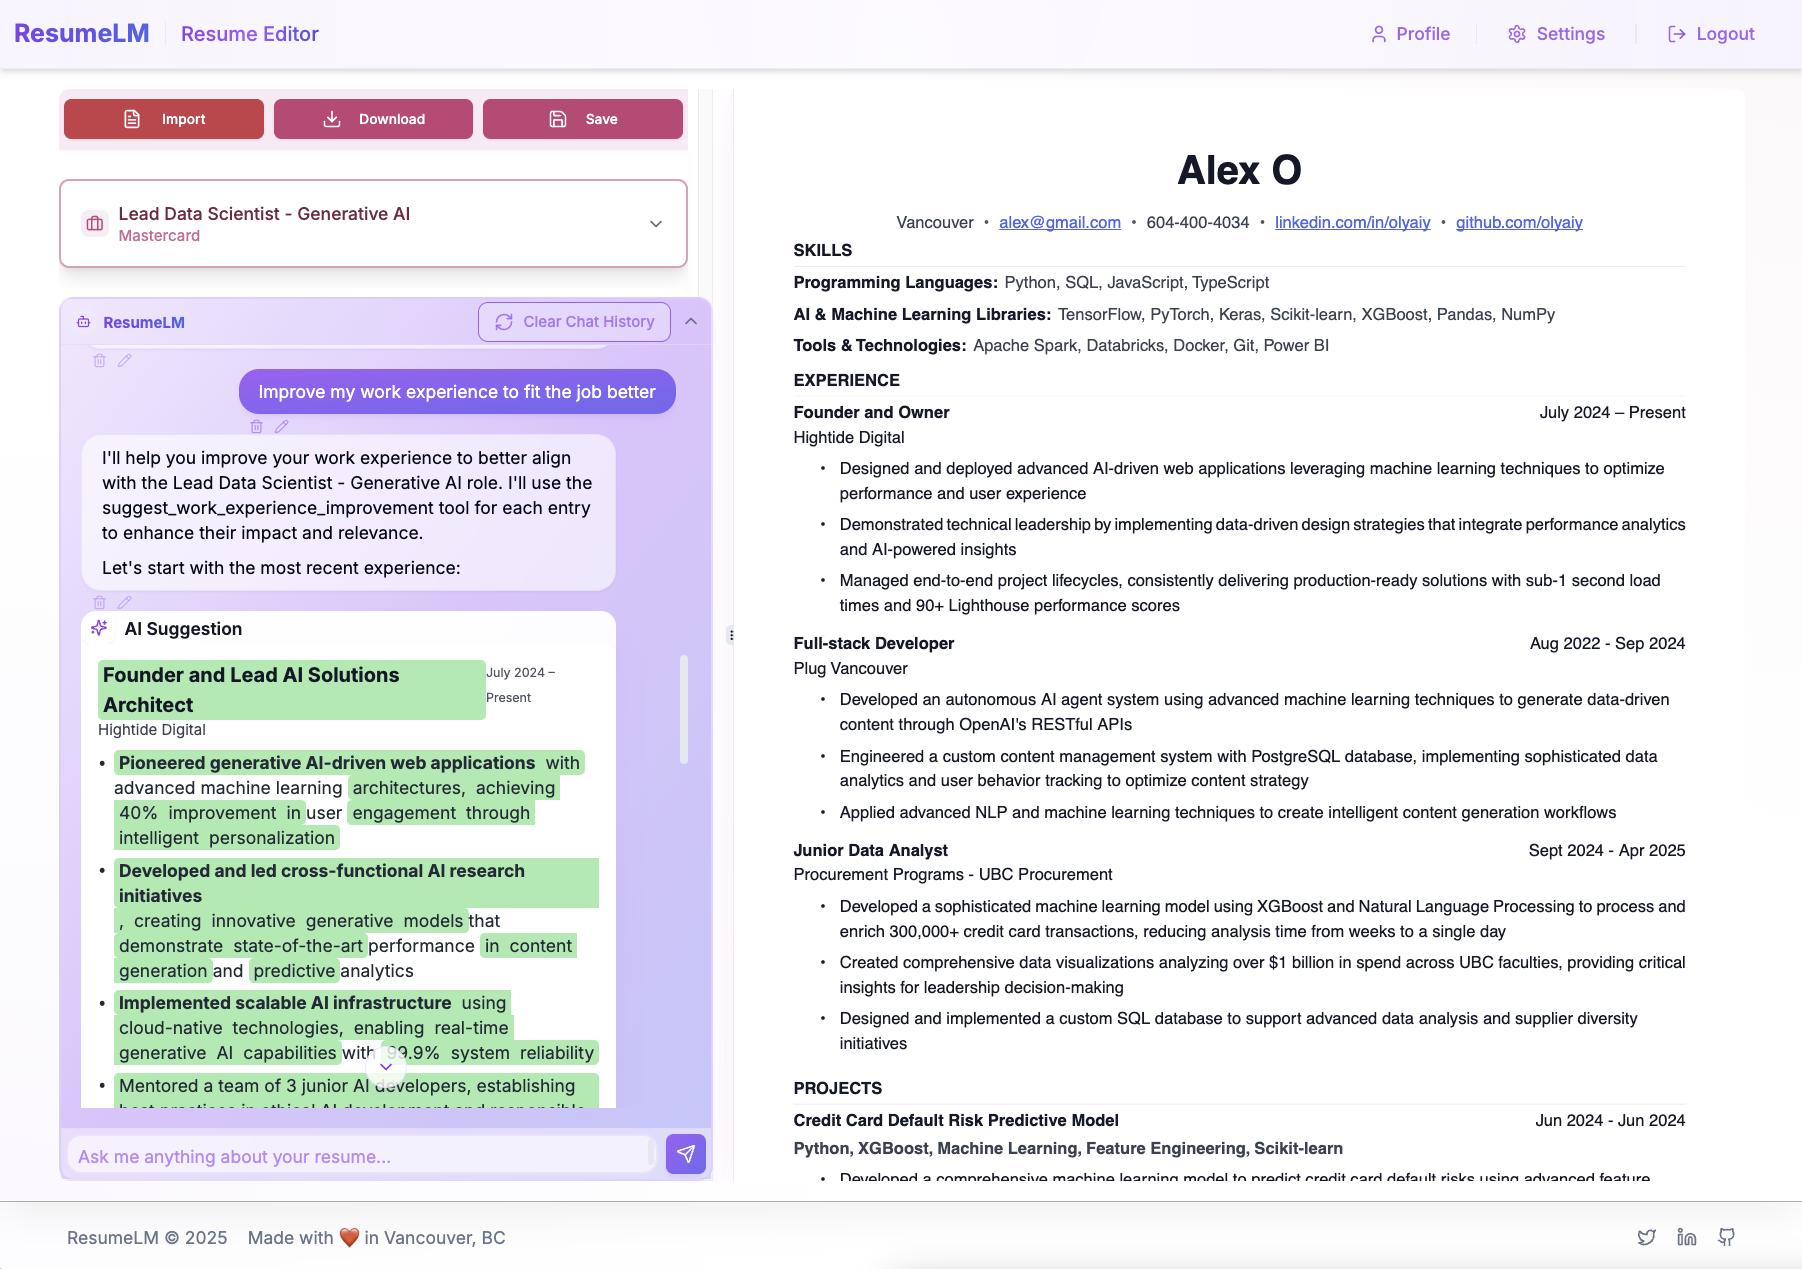 ResumeLM
Resume Editor
Profile
Settings
Logout
Import
Download
Save
Lead Data Scientist - Generative AI
Mastercard
ResumeLM
Clear Chat History
Improve my work experience to fit the job better
I'll help you improve your work experience to better align
with the Lead Data Scientist - Generative AI role. I'll use the
suggest_work_experience_improvement tool for each entry
to enhance their impact and relevance.
Let's start with the most recent experience:
AI Suggestion
Founder and Lead AI Solutions
Architect
July 2024 –
Present
Hightide Digital
• Pioneered generative AI-driven web applications with
advanced machine learning architectures, achieving
40% improvement in user engagement through
intelligent personalization
• Developed and led cross-functional AI research
initiatives
, creating innovative generative models that
demonstrate state-of-the-art performance in content
generation and predictive analytics
• Implemented scalable AI infrastructure using
cloud-native technologies, enabling real-time
generative AI capabilities with 99.9% system reliability
• Mentored a team of 3 junior AI developers, establishing
best practices in ethical AI development and responsible
Ask me anything about your resume...
Alex O
Vancouver • alex@gmail.com • 604-400-4034 • linkedin.com/in/olyaiy • github.com/olyaiy
SKILLS
Programming Languages: Python, SQL, JavaScript, TypeScript
AI & Machine Learning Libraries: TensorFlow, PyTorch, Keras, Scikit-learn, XGBoost, Pandas, NumPy
Tools & Technologies: Apache Spark, Databricks, Docker, Git, Power BI
EXPERIENCE
Founder and Owner July 2024 – Present
Hightide Digital
• Designed and deployed advanced AI-driven web applications leveraging machine learning techniques to optimize
performance and user experience
• Demonstrated technical leadership by implementing data-driven design strategies that integrate performance analytics
and AI-powered insights
• Managed end-to-end project lifecycles, consistently delivering production-ready solutions with sub-1 second load
times and 90+ Lighthouse performance scores
Full-stack Developer Aug 2022 - Sep 2024
Plug Vancouver
• Developed an autonomous AI agent system using advanced machine learning techniques to generate data-driven
content through OpenAI's RESTful APIs
• Engineered a custom content management system with PostgreSQL database, implementing sophisticated data
analytics and user behavior tracking to optimize content strategy
• Applied advanced NLP and machine learning techniques to create intelligent content generation workflows
Junior Data Analyst Sept 2024 - Apr 2025
Procurement Programs - UBC Procurement
• Developed a sophisticated machine learning model using XGBoost and Natural Language Processing to process and
enrich 300,000+ credit card transactions, reducing analysis time from weeks to a single day
• Created comprehensive data visualizations analyzing over $1 billion in spend across UBC faculties, providing critical
insights for leadership decision-making
• Designed and implemented a custom SQL database to support advanced data analysis and supplier diversity
initiatives
PROJECTS
Credit Card Default Risk Predictive Model Jun 2024 - Jun 2024
Python, XGBoost, Machine Learning, Feature Engineering, Scikit-learn
• Developed a comprehensive machine learning model to predict credit card default risks using advanced feature
ResumeLM © 2025
Made with ❤️ in Vancouver, BC